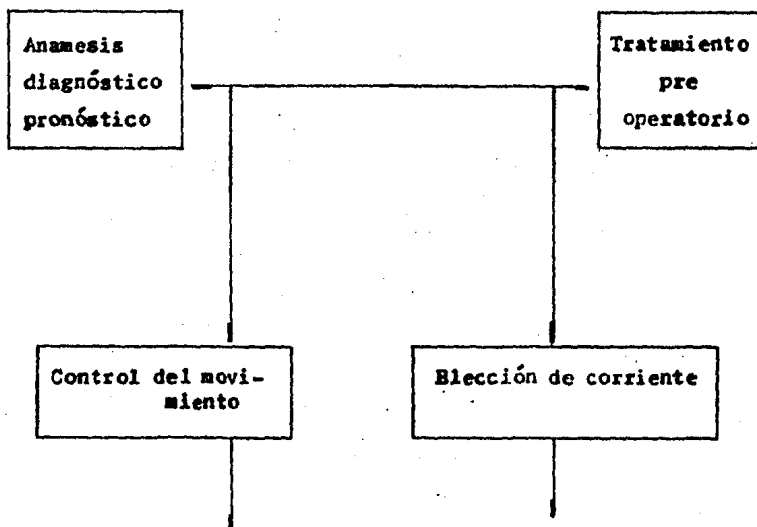 Anamesis
diagnóstico
pronóstico
Tratamiento
pre
operatorio
Control del movi-
miento
Blección de corriente